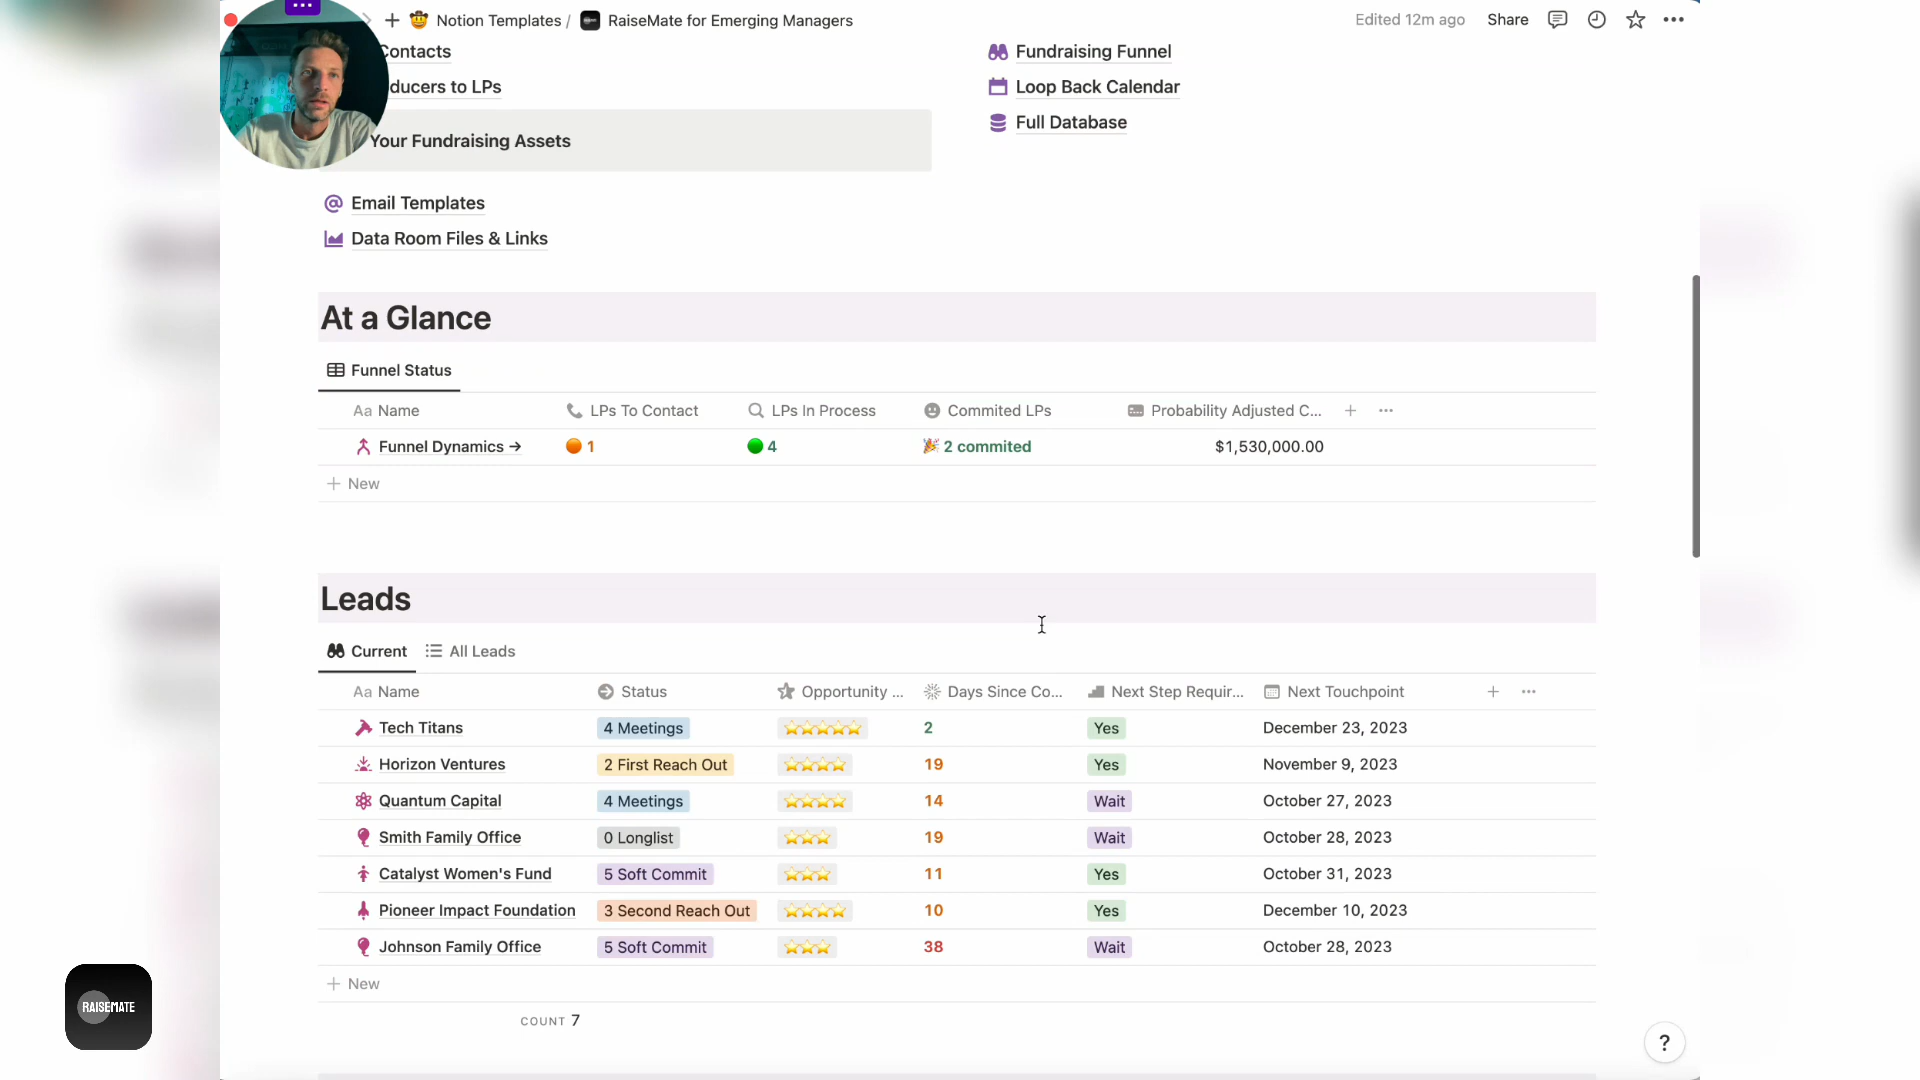 Notion Templates / RaiseMate for Emerging Managers
Edited 12m ago Share
Contacts
ducers to LPs
Your Fundraising Assets
Email Templates
Data Room Files & Links
Fundraising Funnel
Loop Back Calendar
Full Database
At a Glance
Funnel Status
Aa Name LPs To Contact LPs In Process Commited LPs Probability Adjusted C...
Funnel Dynamics → 1 4 2 commited $1,530,000.00
+ New
Leads
Current All Leads
Aa Name Status Opportunity ... Days Since Co... Next Step Requir... Next Touchpoint
Tech Titans 4 Meetings 2 Yes December 23, 2023
Horizon Ventures 2 First Reach Out 19 Yes November 9, 2023
Quantum Capital 4 Meetings 14 Wait October 27, 2023
Smith Family Office 0 Longlist 19 Wait October 28, 2023
Catalyst Women's Fund 5 Soft Commit 11 Yes October 31, 2023
Pioneer Impact Foundation 3 Second Reach Out 10 Yes December 10, 2023
Johnson Family Office 5 Soft Commit 38 Wait October 28, 2023
+ New
COUNT 7
RAISEMATE
?